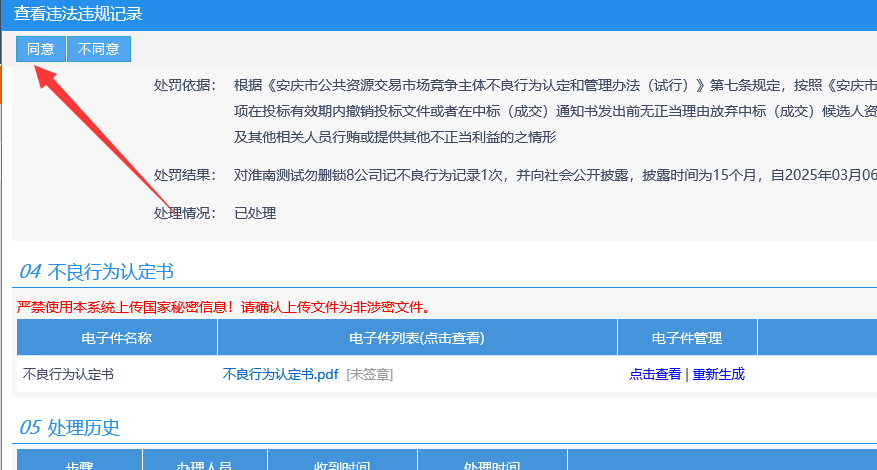 查看违法违规记录
同意 不同意
处罚依据： 根据《安庆市公共资源交易市场竞争主体不良行为认定和管理办法（试行）》第七条规定，按照《安庆市
项在投标有效期内撤销投标文件或者在中标（成交）通知书发出前无正当理由放弃中标（成交）候选人资
及其他相关人员行贿或提供其他不正当利益的之情形
处罚结果： 对淮南测试勿删锁8公司记不良行为记录1次，并向社会公开披露，披露时间为15个月，自2025年03月06
处理情况： 已处理
04 不良行为认定书
严禁使用本系统上传国家秘密信息！请确认上传文件为非涉密文件。
电子件名称 电子件列表(点击查看) 电子件管理
不良行为认定书 不良行为认定书.pdf [未签章] 点击查看 | 重新生成
05 处理历史
步骤 办理人员 收到时间 处理时间